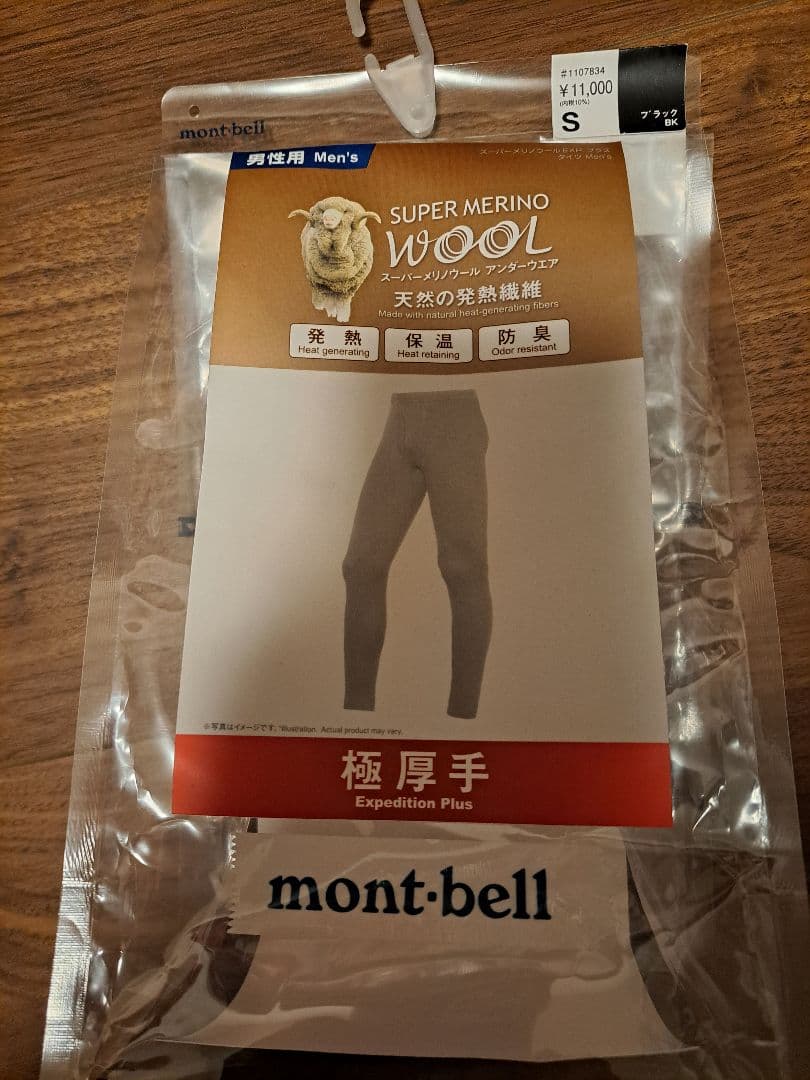 #1107834
¥11,000
(内税10%)
S
ブラック
BK
mont·bell
男性用 Men's
スーパーメリノウール EXP. プラス
タイツ Men's
SUPER MERINO
WOOL
スーパーメリノウール アンダーウエア
天然の発熱繊維
Made with natural heat-generating fibers
発熱
Heat generating
保温
Heat retaining
防臭
Odor resistant
※写真はイメージです。*Illustration. Actual product may vary.
極厚手
Expedition Plus
mont·bell